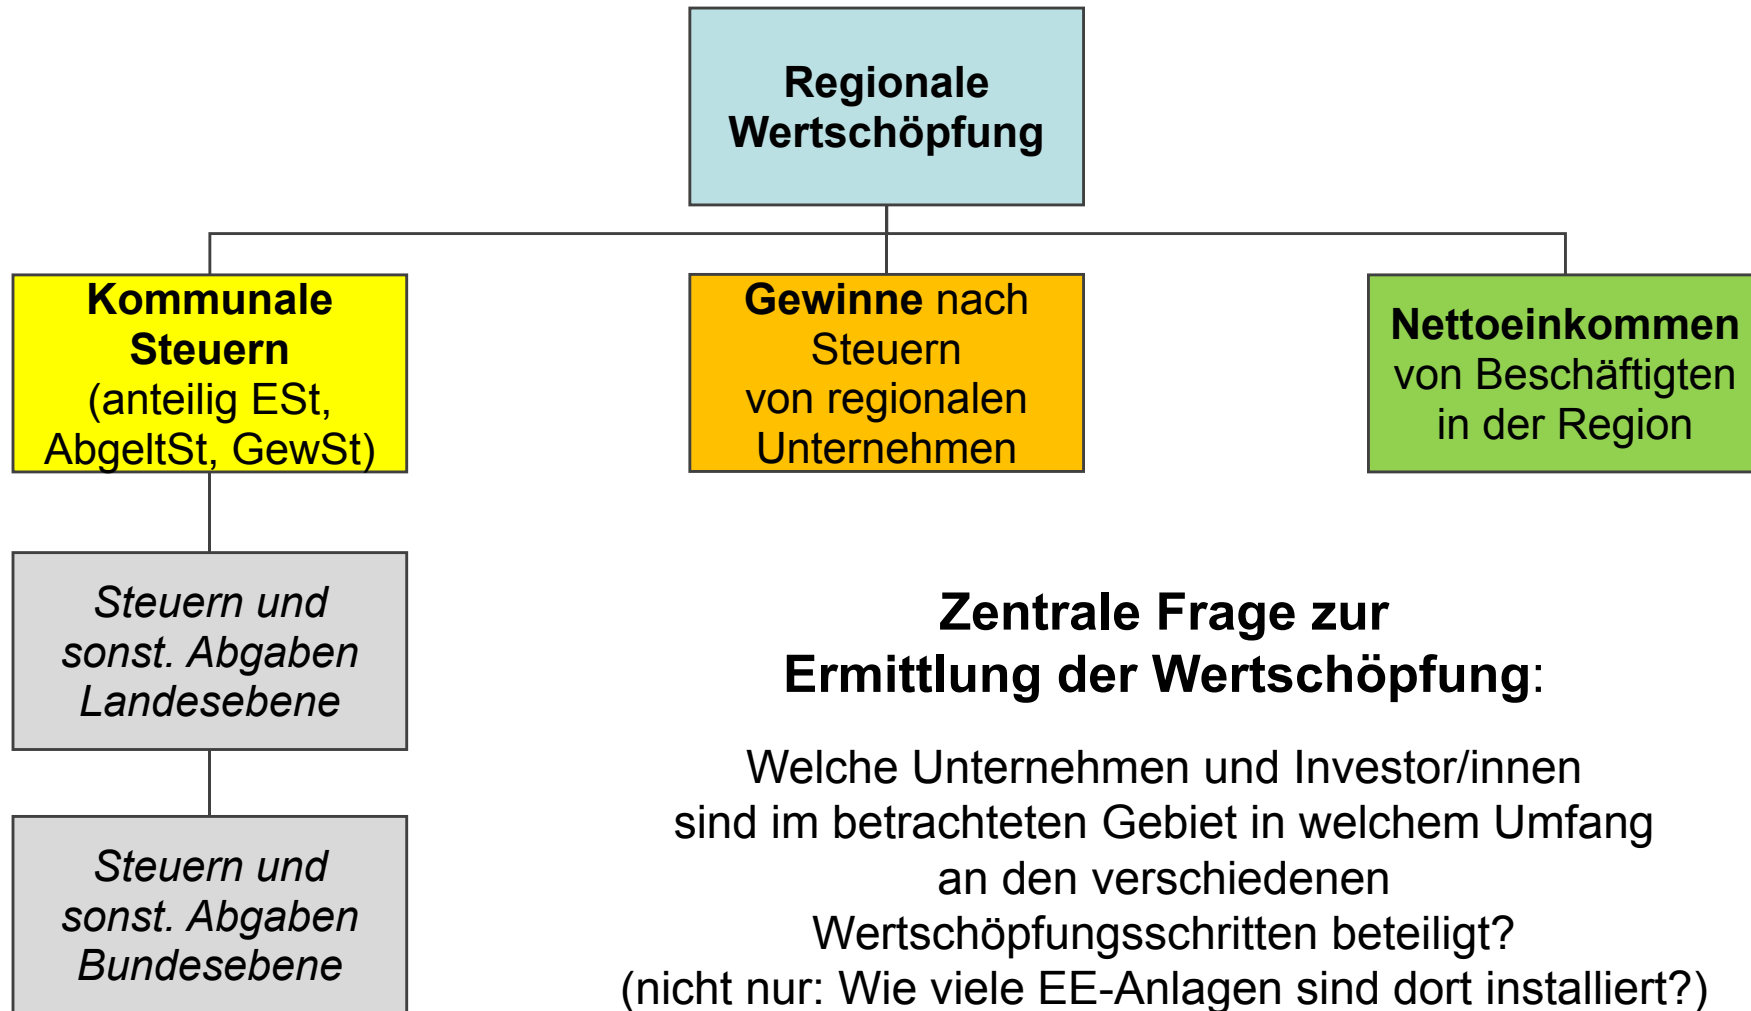 Regionale
Wertschöpfung
Kommunale
Steuern
(anteilig ESt,
AbgeltSt, GewSt)
Gewinne nach
Steuern
von regionalen
Unternehmen
Nettoeinkommen
von Beschäftigten
in der Region
Steuern und
sonst. Abgaben
Landesebene
Steuern und
sonst. Abgaben
Bundesebene
Zentrale Frage zur
Ermittlung der Wertschöpfung:
Welche Unternehmen und Investor/innen
sind im betrachteten Gebiet in welchem Umfang
an den verschiedenen
Wertschöpfungsschritten beteiligt?
(nicht nur: Wie viele EE-Anlagen sind dort installiert?)